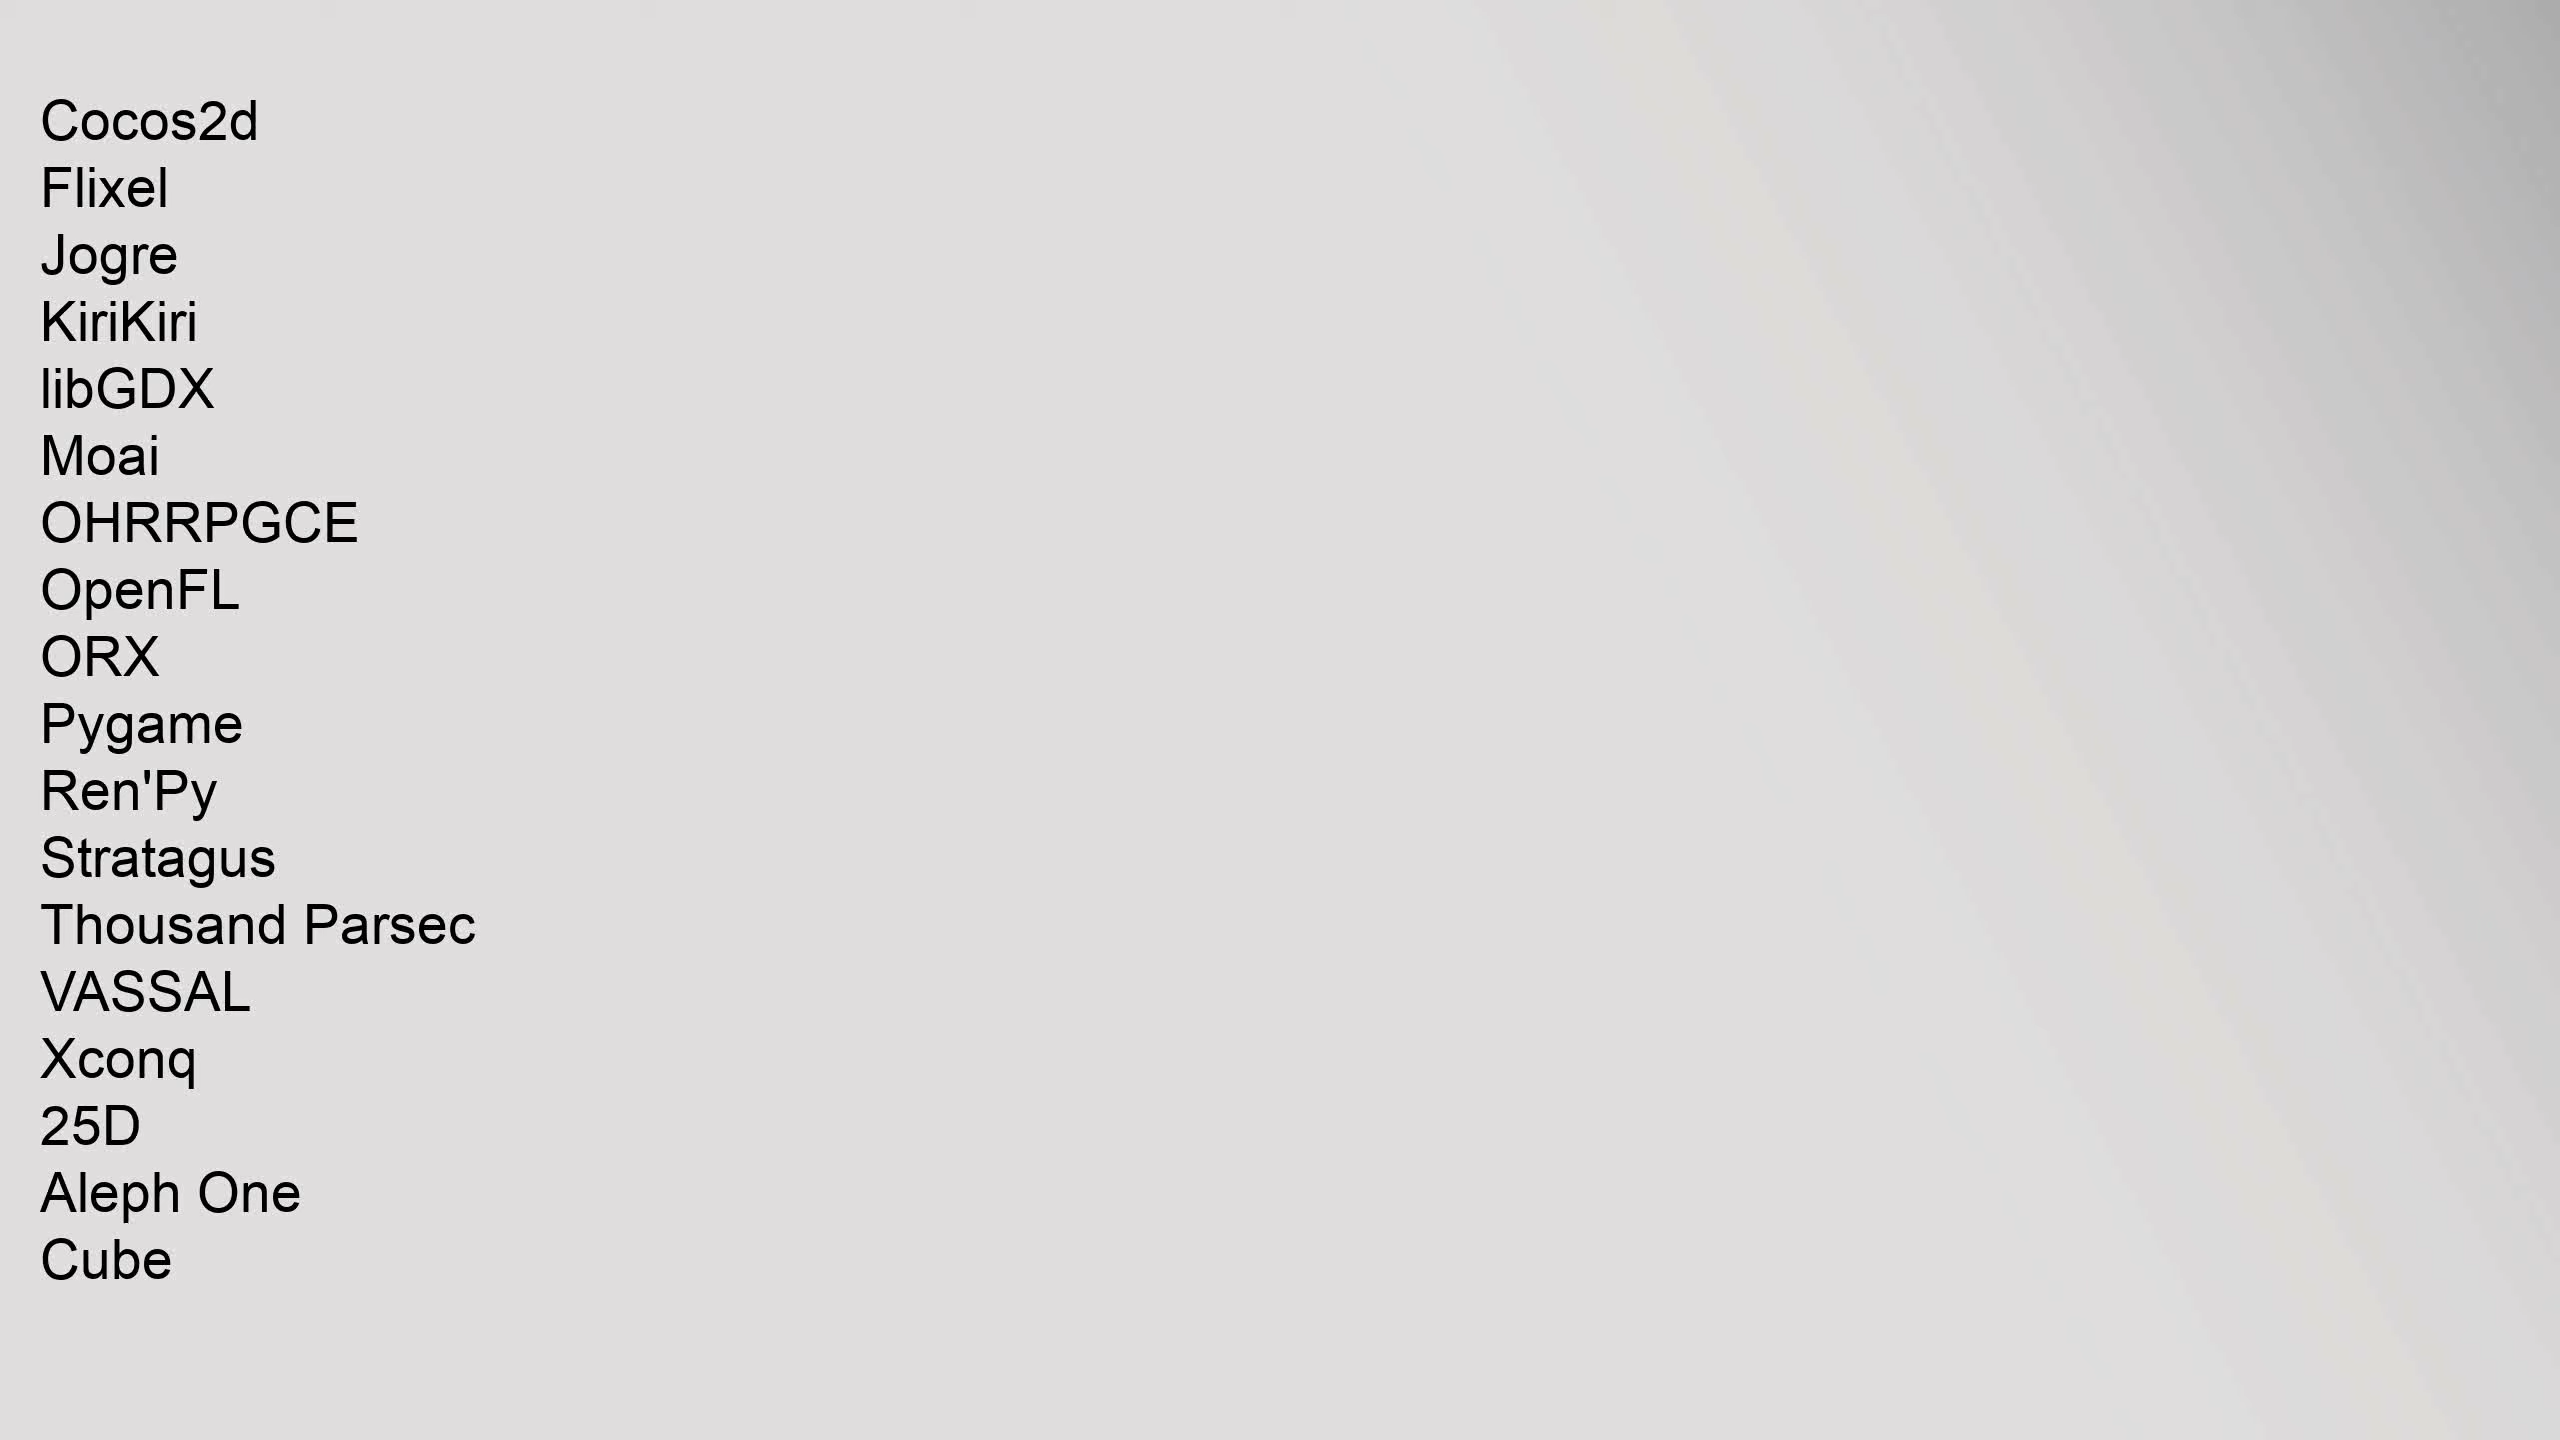 Cocos2d
Flixel
Jogre
KiriKiri
libGDX
Moai
OHRRPGCE
OpenFL
ORX
Pygame
Ren'Py
Stratagus
Thousand Parsec
VASSAL
Xconq
25D
Aleph One
Cube